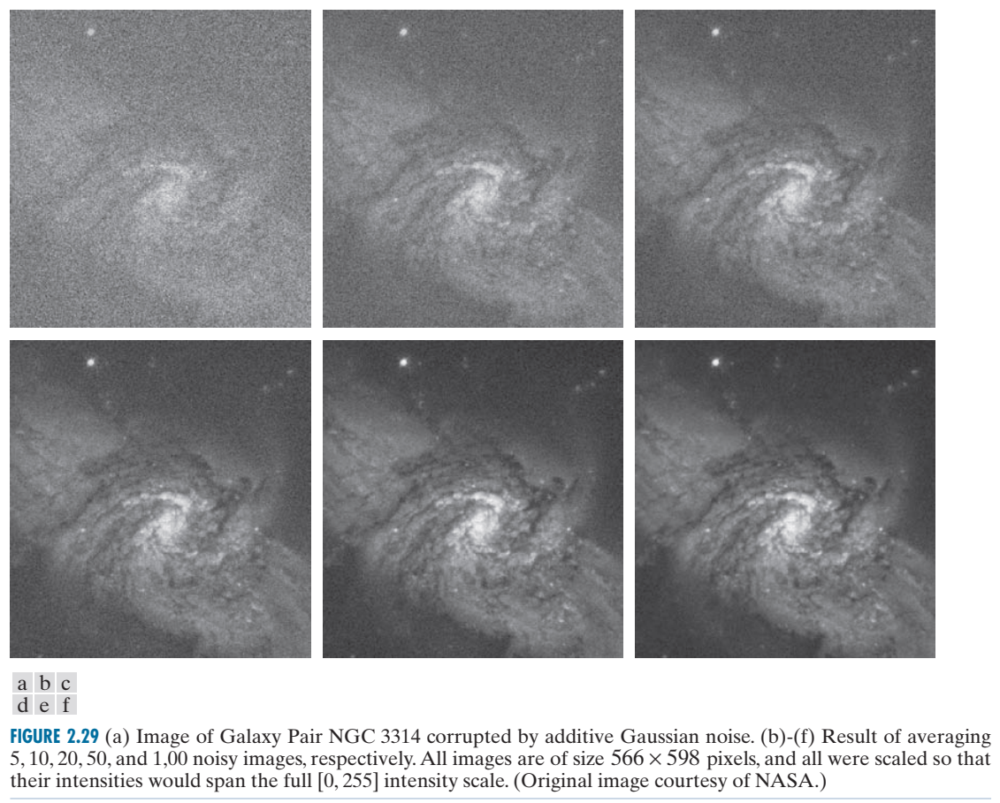 a b c
d e f
FIGURE 2.29 (a) Image of Galaxy Pair NGC 3314 corrupted by additive Gaussian noise. (b)-(f) Result of averaging
5, 10, 20, 50, and 1,00 noisy images, respectively. All images are of size 566 × 598 pixels, and all were scaled so that
their intensities would span the full [0, 255] intensity scale. (Original image courtesy of NASA.)